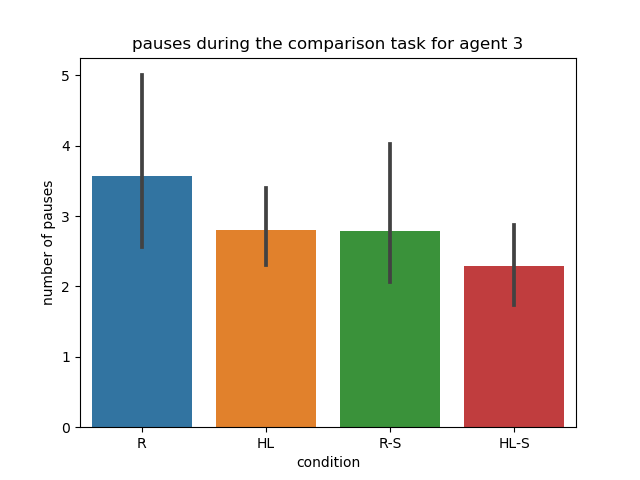 pauses during the comparison task for agent 3
5
4
3
2
1
0
number of pauses
R
HL
R-S
HL-S
condition